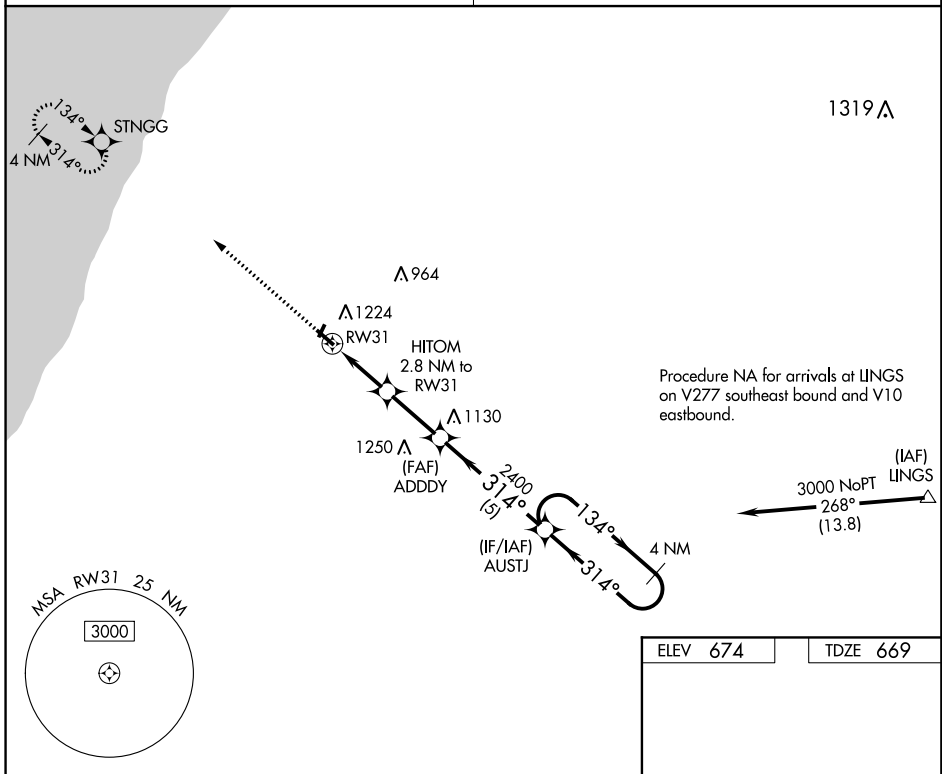 1319
134°
STNGG
4 NM
314°
964
1224
RW31
HITOM
2.8 NM to
RW31
Procedure NA for arrivals at LINGS
on V277 southeast bound and V10
eastbound.
1130
1250
(FAF)
ADDDY
(IAF)
LINGS
3000 NoPT
268°
(13.8)
2400
314°
(5)
134°
4 NM
(IF/IAF)
AUSTJ
314°
MSA RW31 25 NM
3000
ELEV 674
TDZE 669